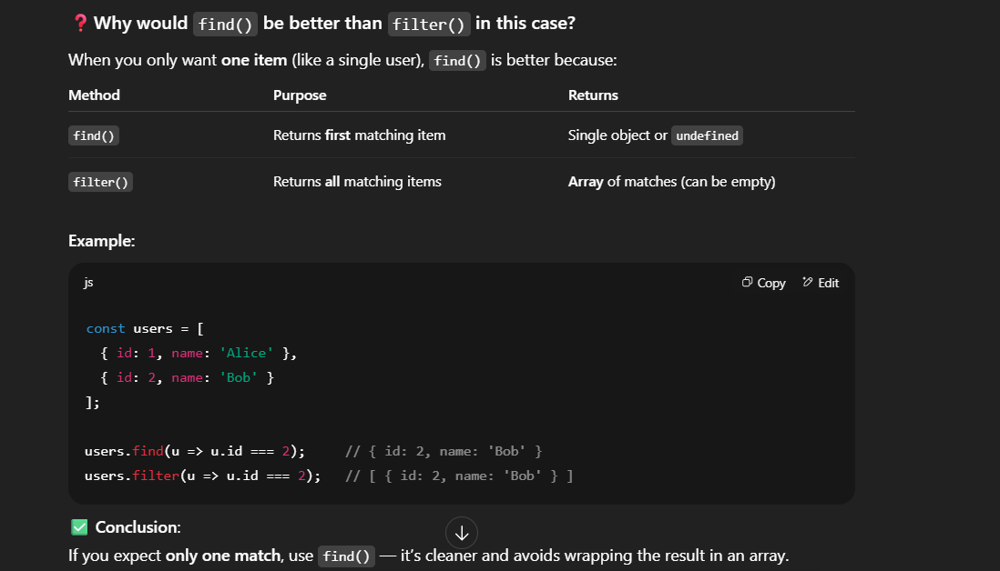 ❓ Why would find() be better than filter() in this case?
When you only want one item (like a single user), find() is better because:
Method Purpose Returns
find() Returns first matching item Single object or undefined
filter() Returns all matching items Array of matches (can be empty)
Example:
js Copy Edit
const users = [
  { id: 1, name: 'Alice' },
  { id: 2, name: 'Bob' }
];
users.find(u => u.id === 2);     // { id: 2, name: 'Bob' }
users.filter(u => u.id === 2);   // [ { id: 2, name: 'Bob' } ]
✅ Conclusion:
If you expect only one match, use find() — it’s cleaner and avoids wrapping the result in an array.